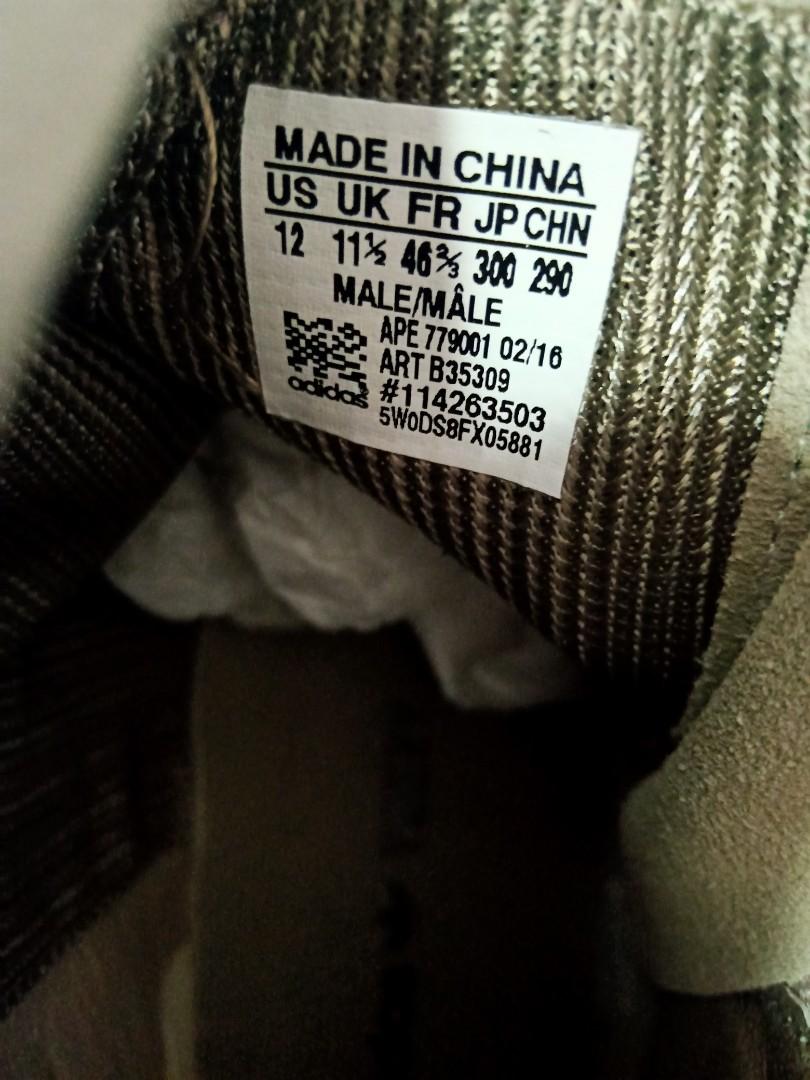 MADE IN CHINA
US UK FR JP CHN
12 11½ 46⅔ 300 290
MALE/MÂLE
APE 779001 02/16
ART B35309
#114263503
5W0DS8FX05881
adidas